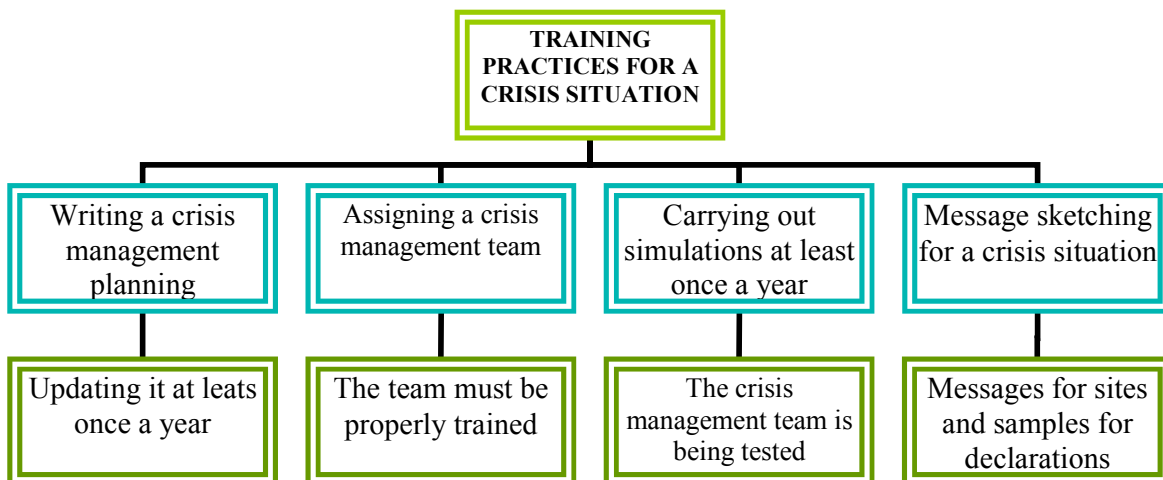 TRAINING
PRACTICES FOR A
CRISIS SITUATION
Writing a crisis
management
planning
Assigning a crisis
management team
Carrying out
simulations at least
once a year
Message sketching
for a crisis situation
Updating it at leats
once a year
The team must be
properly trained
The crisis
management team is
being tested
Messages for sites
and samples for
declarations